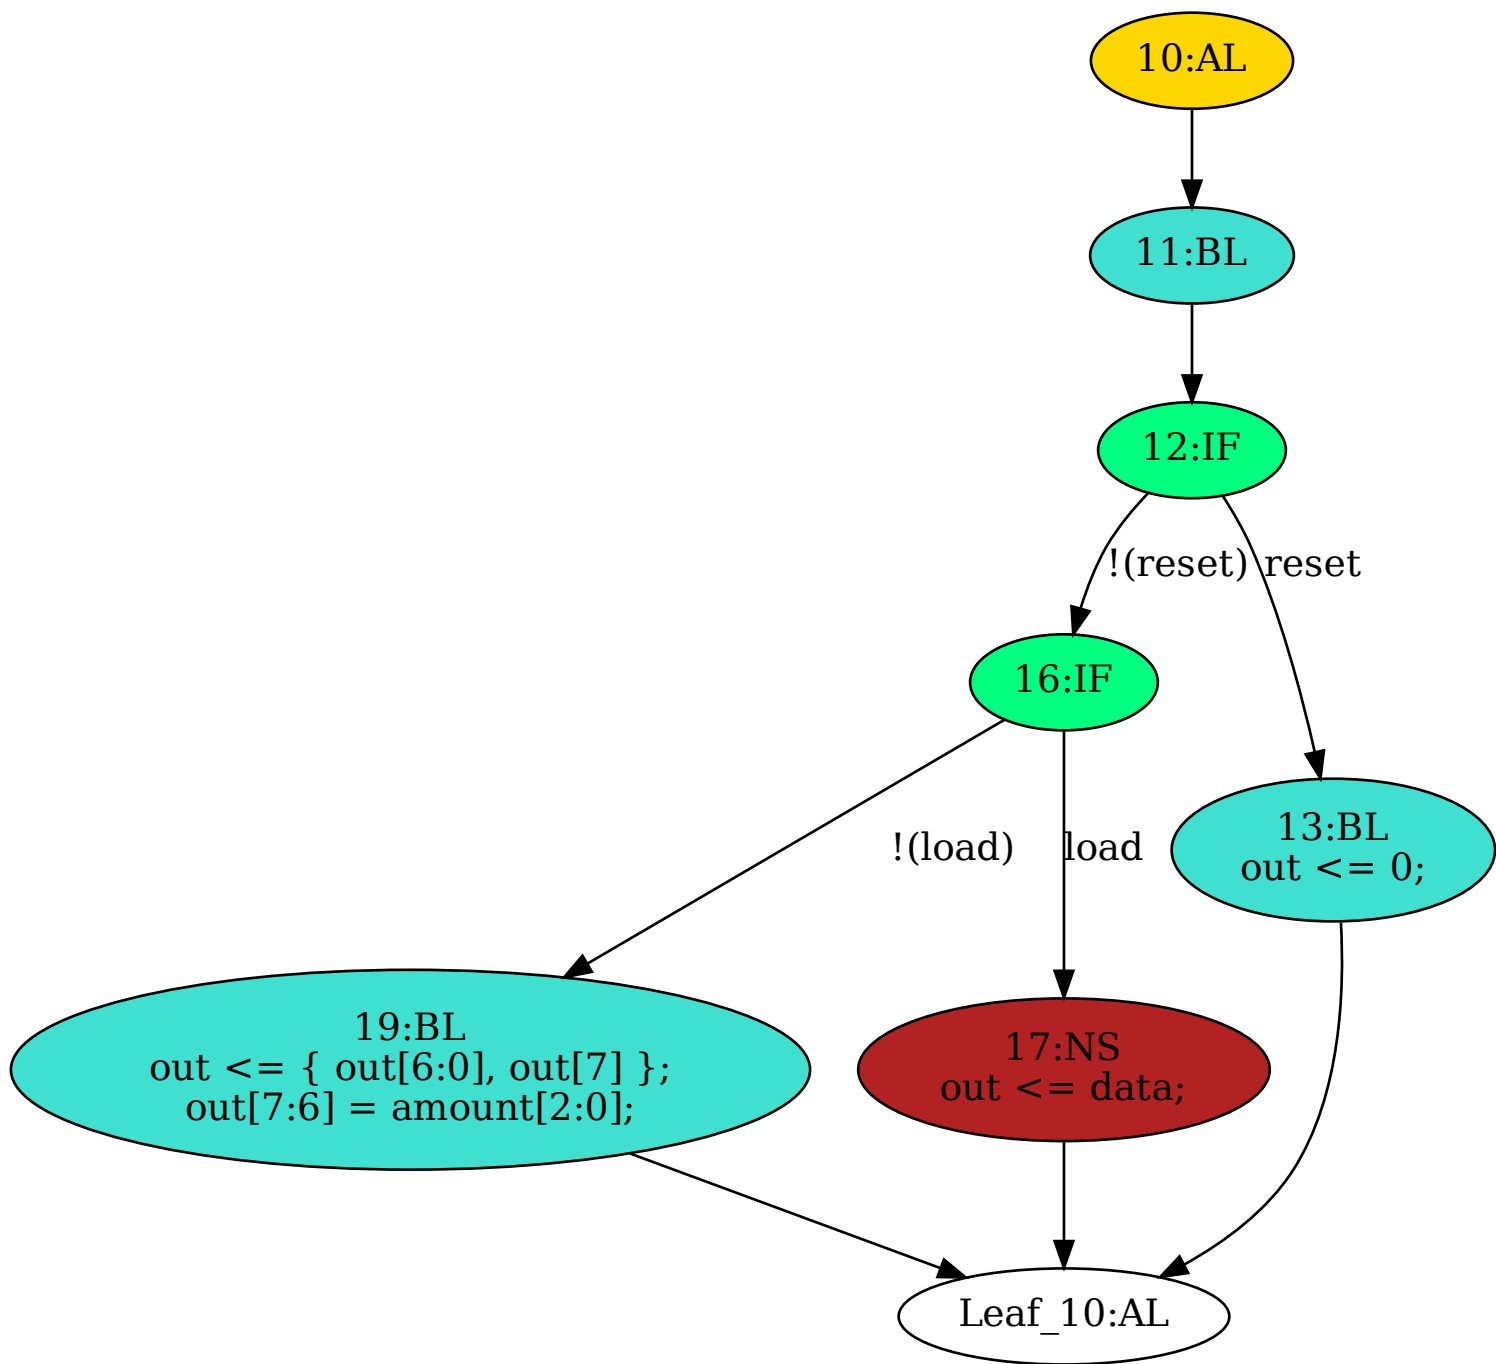 10:AL
11:BL
12:IF
!(reset)
reset
16:IF
!(load)
load
13:BL
out <= 0;
19:BL
out <= { out[6:0], out[7] };
out[7:6] = amount[2:0];
17:NS
out <= data;
Leaf_10:AL